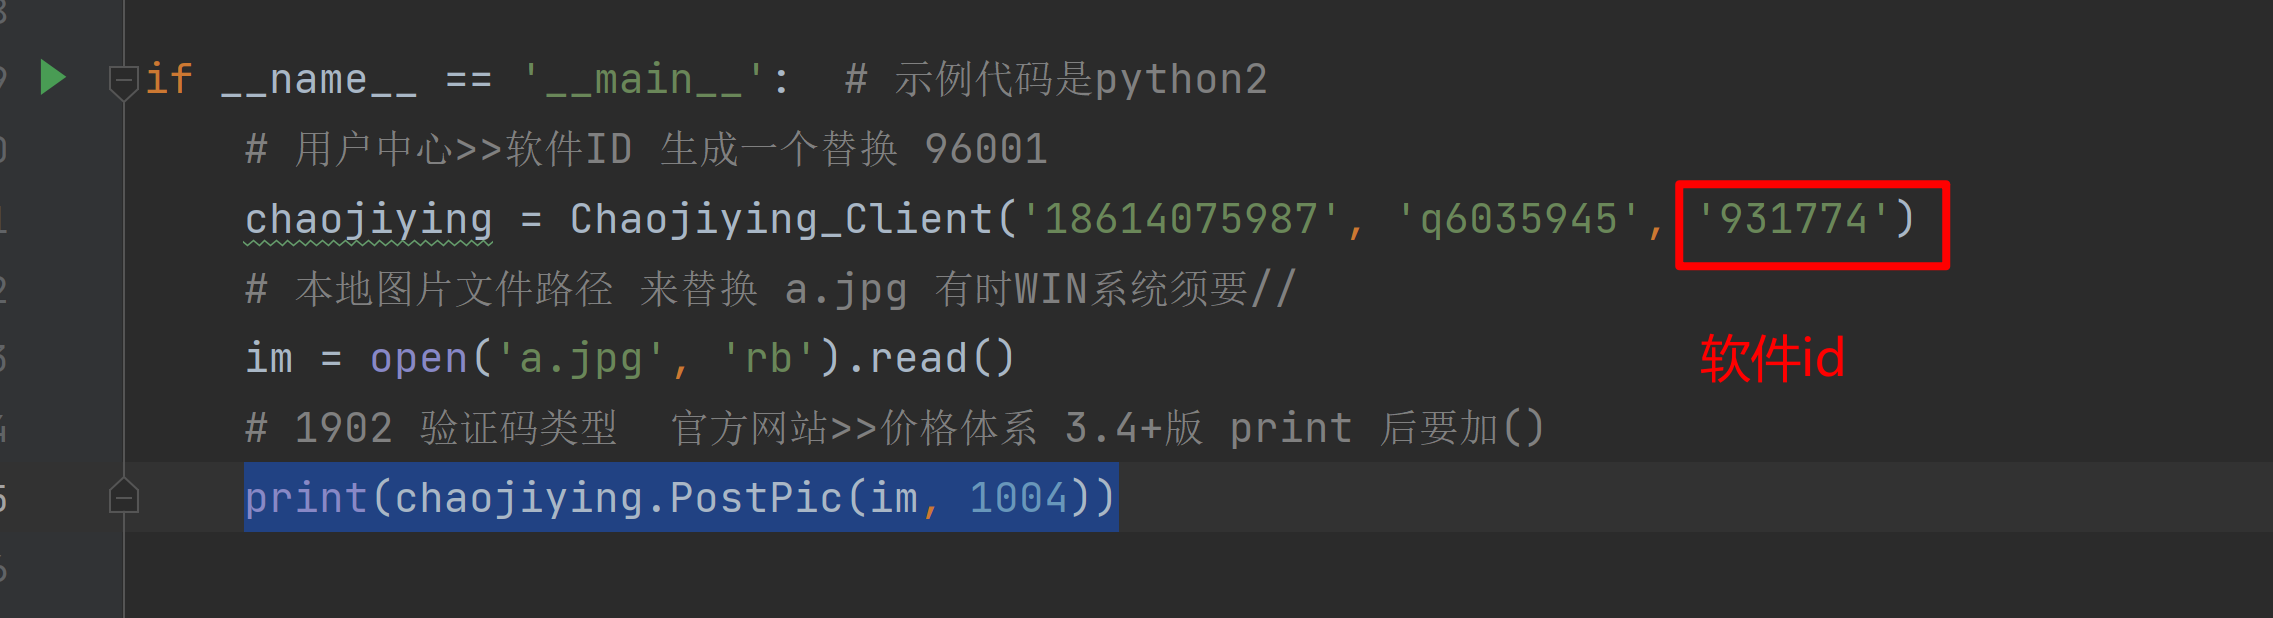 if __name__ == '__main__':  # 示例代码是python2
# 用户中心>>软件ID 生成一个替换 96001
chaojiying = Chaojiying_Client('18614075987', 'q6035945', '931774')
# 本地图片文件路径 来替换 a.jpg 有时WIN系统须要//
im = open('a.jpg', 'rb').read()
软件id
# 1902 验证码类型  官方网站>>价格体系 3.4+版 print 后要加()
print(chaojiying.PostPic(im, 1004))